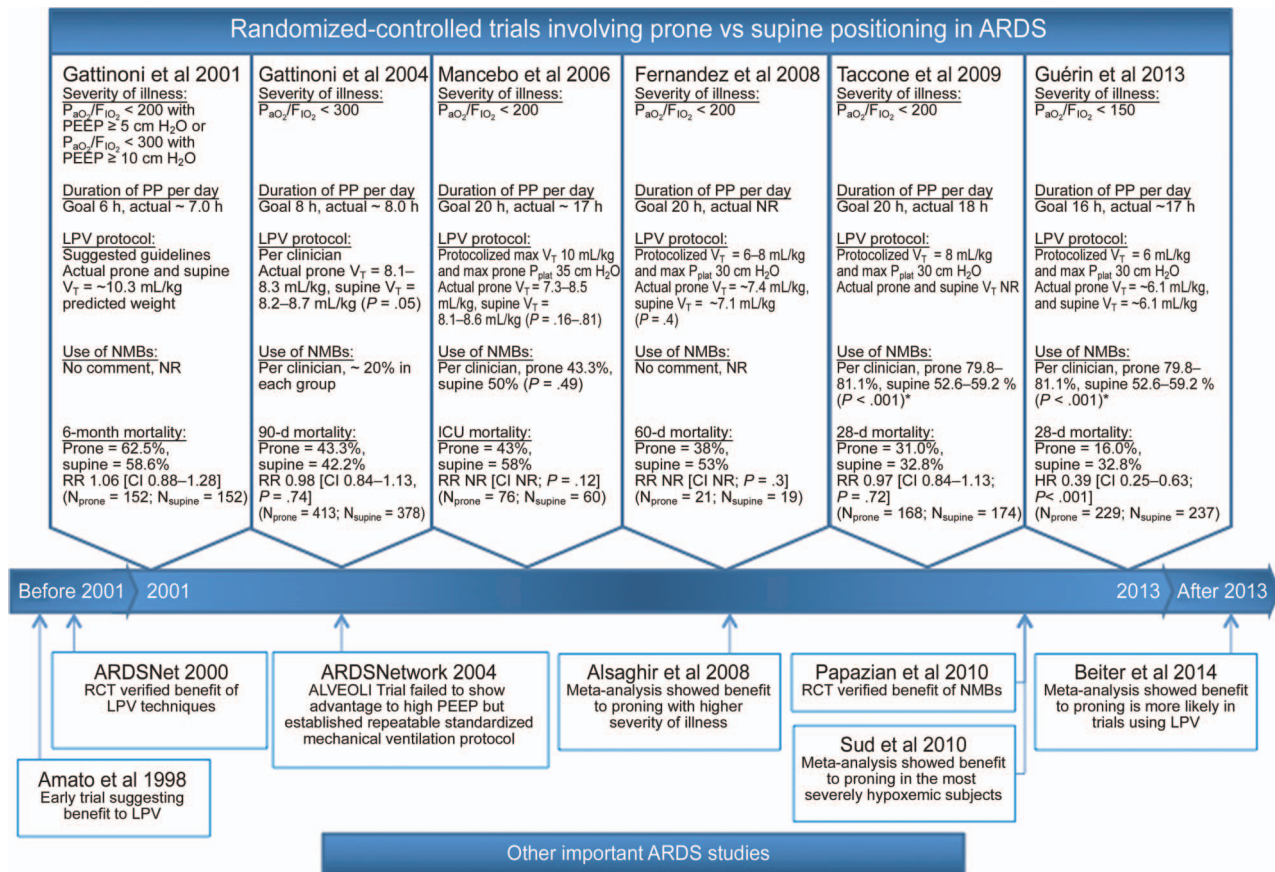 Randomized-controlled trials involving prone vs supine positioning in ARDS
Gattinoni et al 2001
Severity of illness:
PaO2/FIO2 < 200 with
PEEP ≥ 5 cm H2O or
PaO2/FIO2 < 300 with
PEEP ≥ 10 cm H2O
Duration of PP per day
Goal 6 h, actual ~ 7.0 h
LPV protocol:
Suggested guidelines
Actual prone and supine
VT = ~10.3 mL/kg
predicted weight
Use of NMBs:
No comment, NR
6-month mortality:
Prone = 62.5%,
supine = 58.6%
RR 1.06 [CI 0.88–1.28]
(Nprone = 152; Nsupine = 152)
Gattinoni et al 2004
Severity of illness:
PaO2/FIO2 < 300
Duration of PP per day
Goal 8 h, actual ~ 8.0 h
LPV protocol:
Per clinician
Actual prone VT = 8.1–
8.3 mL/kg, supine VT =
8.2–8.7 mL/kg (P = .05)
Use of NMBs:
Per clinician, ~ 20% in
each group
90-d mortality:
Prone = 43.3%,
supine = 42.2%
RR 0.98 [CI 0.84–1.13,
P = .74]
(Nprone = 413; Nsupine = 378)
Mancebo et al 2006
Severity of illness:
PaO2/FIO2 < 200
Duration of PP per day
Goal 20 h, actual ~ 17 h
LPV protocol:
Protocolized max VT 10 mL/kg
and max prone Pplat 35 cm H2O
Actual prone VT = 7.3–8.5
mL/kg, supine VT =
8.1–8.6 mL/kg (P = .16–.81)
Use of NMBs:
Per clinician, prone 43.3%,
supine 50% (P = .49)
ICU mortality:
Prone = 43%
supine = 58%
RR NR [CI NR; P = .12]
(Nprone = 76; Nsupine = 60)
Fernandez et al 2008
Severity of illness:
PaO2/FIO2 < 200
Duration of PP per day
Goal 20 h, actual NR
LPV protocol:
Protocolized VT = 6–8 mL/kg
and max Pplat 30 cm H2O
Actual prone VT = ~7.4 mL/kg,
supine VT = ~7.1 mL/kg
(P = .4)
Use of NMBs:
No comment, NR
60-d mortality:
Prone = 38%
supine = 53%
RR NR [CI NR; P = .3]
(Nprone = 21; Nsupine = 19)
Taccone et al 2009
Severity of illness:
PaO2/FIO2 < 200
Duration of PP per day
Goal 20 h, actual 18 h
LPV protocol:
Protocolized VT = 8 mL/kg
and max Pplat 30 cm H2O
Actual prone and supine VT NR
Use of NMBs:
Per clinician, prone 79.8–
81.1%, supine 52.6–59.2 %
(P < .001)*
28-d mortality:
Prone = 31.0%
supine = 32.8%
RR 0.97 [CI 0.84–1.13;
P = .72]
(Nprone = 168; Nsupine = 174)
Guérin et al 2013
Severity of illness:
PaO2/FIO2 < 150
Duration of PP per day
Goal 16 h, actual ~17 h
LPV protocol:
Protocolized VT = 6 mL/kg
and max Pplat 30 cm H2O
Actual prone VT = ~6.1 mL/kg,
and supine VT = ~6.1 mL/kg
Use of NMBs:
Per clinician, prone 79.8–
81.1%, supine 52.6–59.2 %
(P < .001)*
28-d mortality:
Prone = 16.0%
supine = 32.8%
HR 0.39 [CI 0.25–0.63;
P< .001]
(Nprone = 229; Nsupine = 237)
Before 2001
2001
2013
After 2013
ARDSNet 2000
RCT verified benefit of
LPV techniques
Amato et al 1998
Early trial suggesting
benefit to LPV
ARDSNetwork 2004
ALVEOLI Trial failed to show
advantage to high PEEP but
established repeatable standardized
mechanical ventilation protocol
Alsaghir et al 2008
Meta-analysis showed benefit
to proning with higher
severity of illness
Papazian et al 2010
RCT verified benefit of NMBs
Sud et al 2010
Meta-analysis showed benefit
to proning in the most
severely hypoxemic subjects
Beiter et al 2014
Meta-analysis showed benefit
to proning is more likely in
trials using LPV
Other important ARDS studies